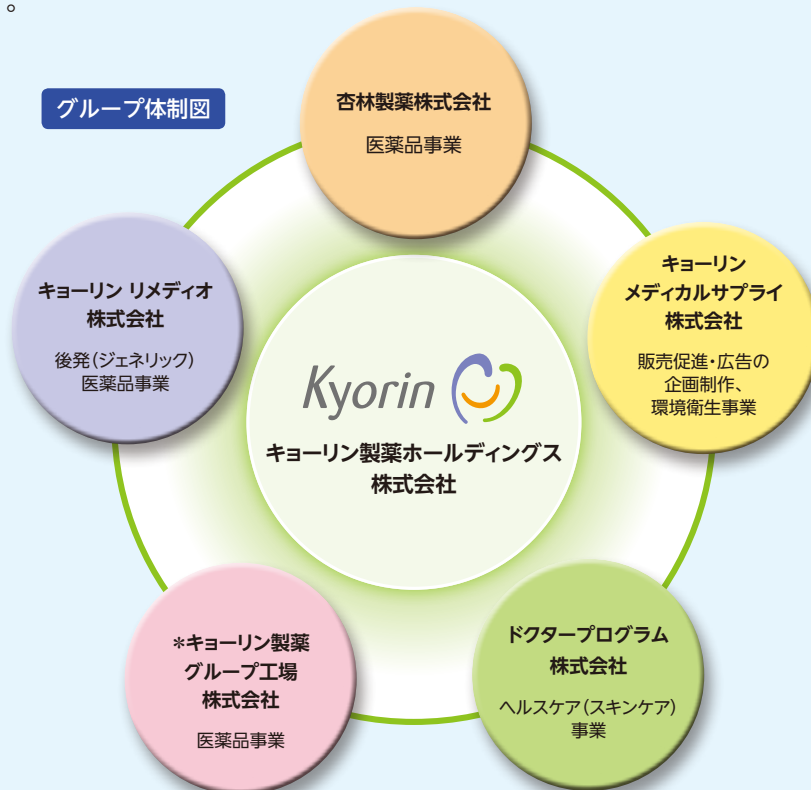 。
グループ体制図
杏林製薬株式会社
医薬品事業
キョーリン
メディカルサプライ
株式会社
販売促進・広告の
企画制作、
環境衛生事業
キョーリン リメディオ
株式会社
後発(ジェネリック)
医薬品事業
Kyorin
キョーリン製薬ホールディングス
株式会社
*キョーリン製薬
グループ工場
株式会社
医薬品事業
ドクタープログラム
株式会社
ヘルスケア(スキンケア)
事業